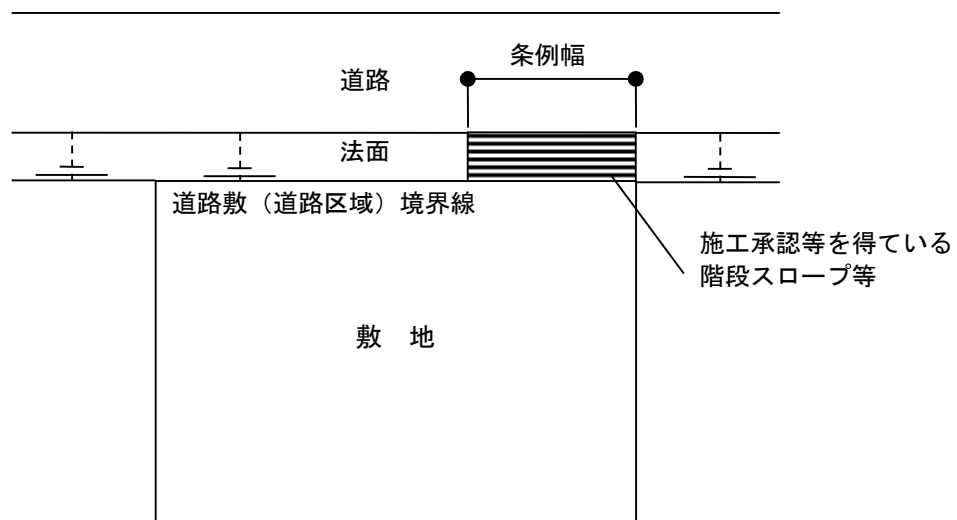 条例幅
道路
法面
道路敷（道路区域）境界線
施工承認等を得ている
階段スロープ等
敷　地